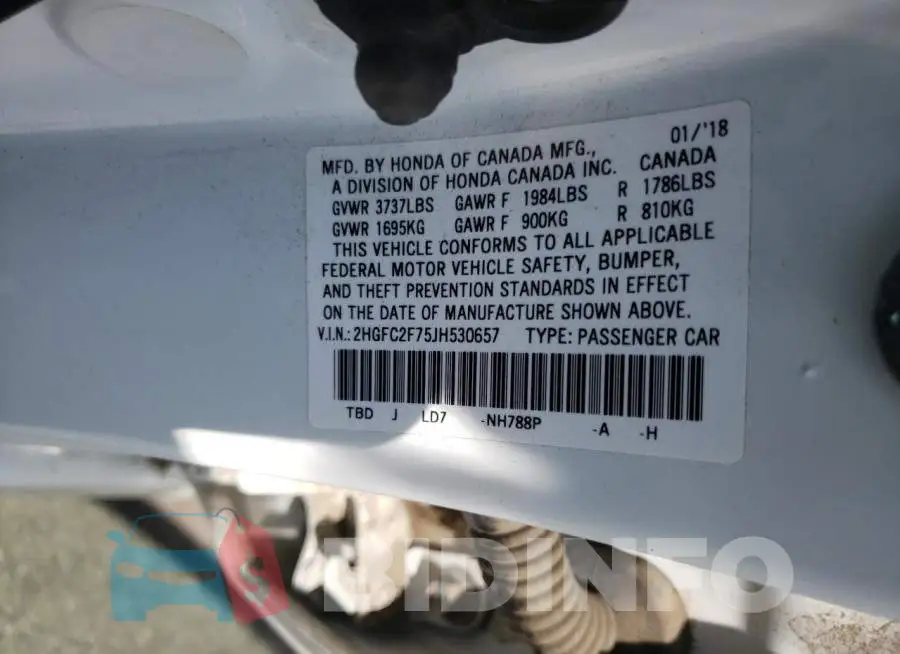 01/'18
MFD. BY HONDA OF CANADA MFG.,
A DIVISION OF HONDA CANADA INC. CANADA
GVWR 3737LBS GAWR F 1984LBS R 1786LBS
GVWR 1695KG GAWR F 900KG R 810KG
THIS VEHICLE CONFORMS TO ALL APPLICABLE
FEDERAL MOTOR VEHICLE SAFETY, BUMPER,
AND THEFT PREVENTION STANDARDS IN EFFECT
ON THE DATE OF MANUFACTURE SHOWN ABOVE.
V.I.N.: 2HGFC2F75JH530657 TYPE: PASSENGER CAR
TBD J LD7 -NH788P -A -H
$ BIDINFO